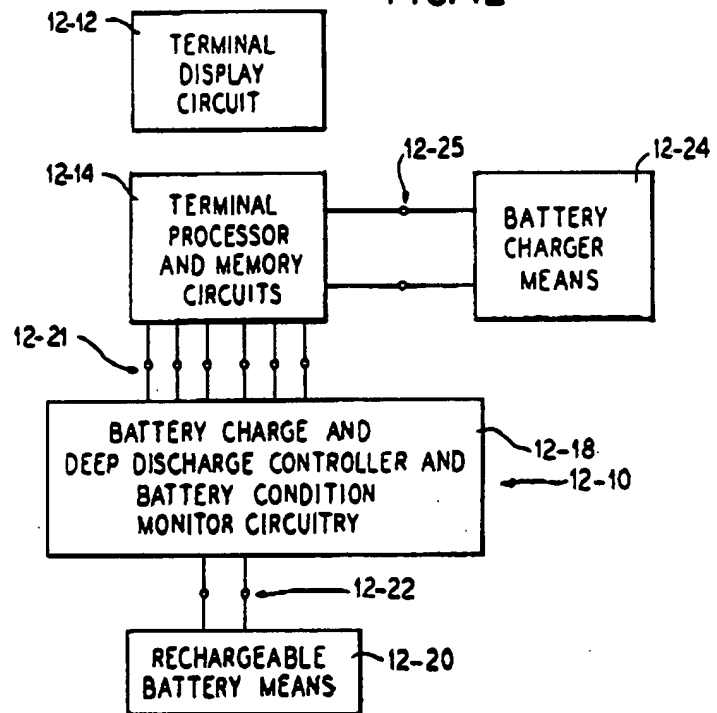 12-12
TERMINAL
DISPLAY
CIRCUIT
12-14
TERMINAL
PROCESSOR
AND MEMORY
CIRCUITS
12-25
12-24
BATTERY
CHARGER
MEANS
12-21
BATTERY CHARGE AND
DEEP DISCHARGE CONTROLLER AND
BATTERY CONDITION
MONITOR CIRCUITRY
12-18
12-10
12-22
RECHARGEABLE
BATTERY MEANS
12-20